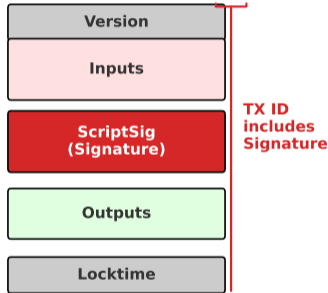 Version
Inputs
ScriptSig
(Signature)
TX ID
includes
Signature
Outputs
Locktime